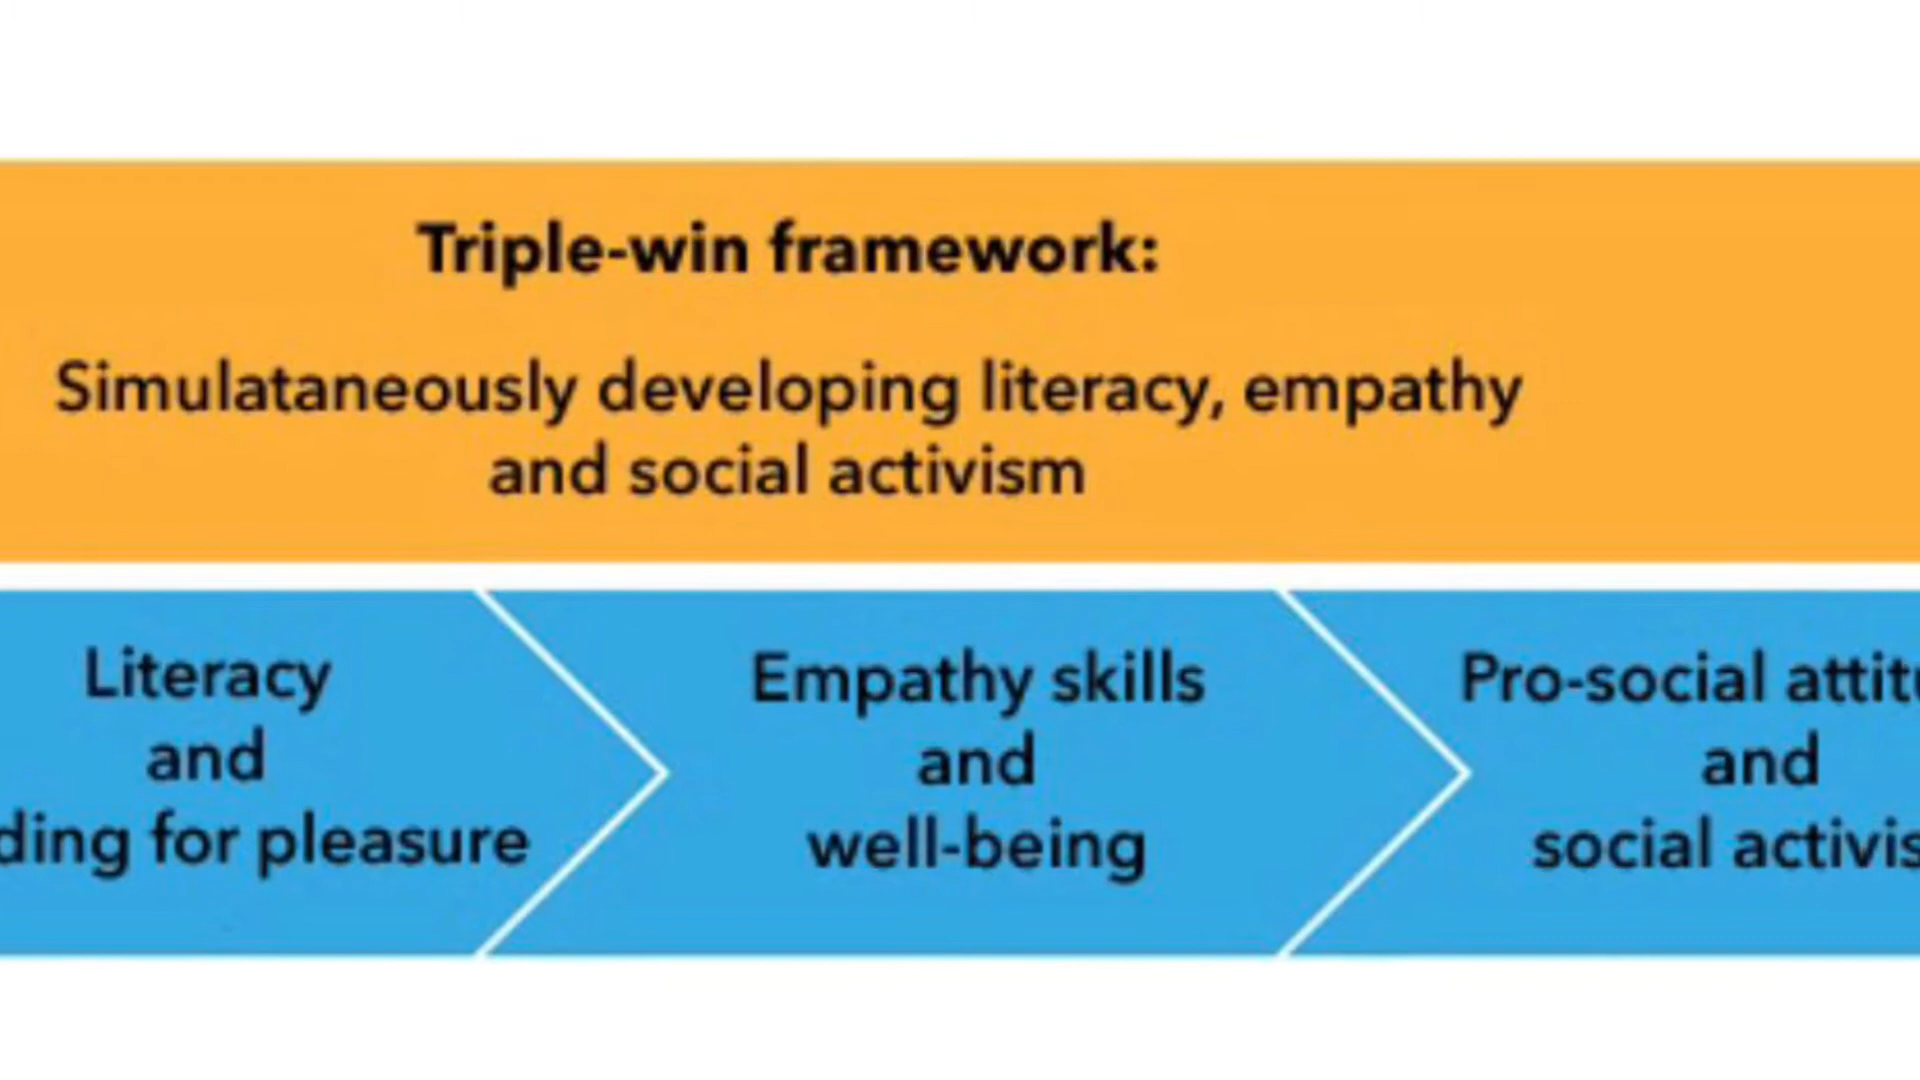 Triple-win framework:
Simulataneously developing literacy, empathy
and social activism
Literacy
and
ding for pleasure
Empathy skills
and
well-being
Pro-social attitu
and
social activis